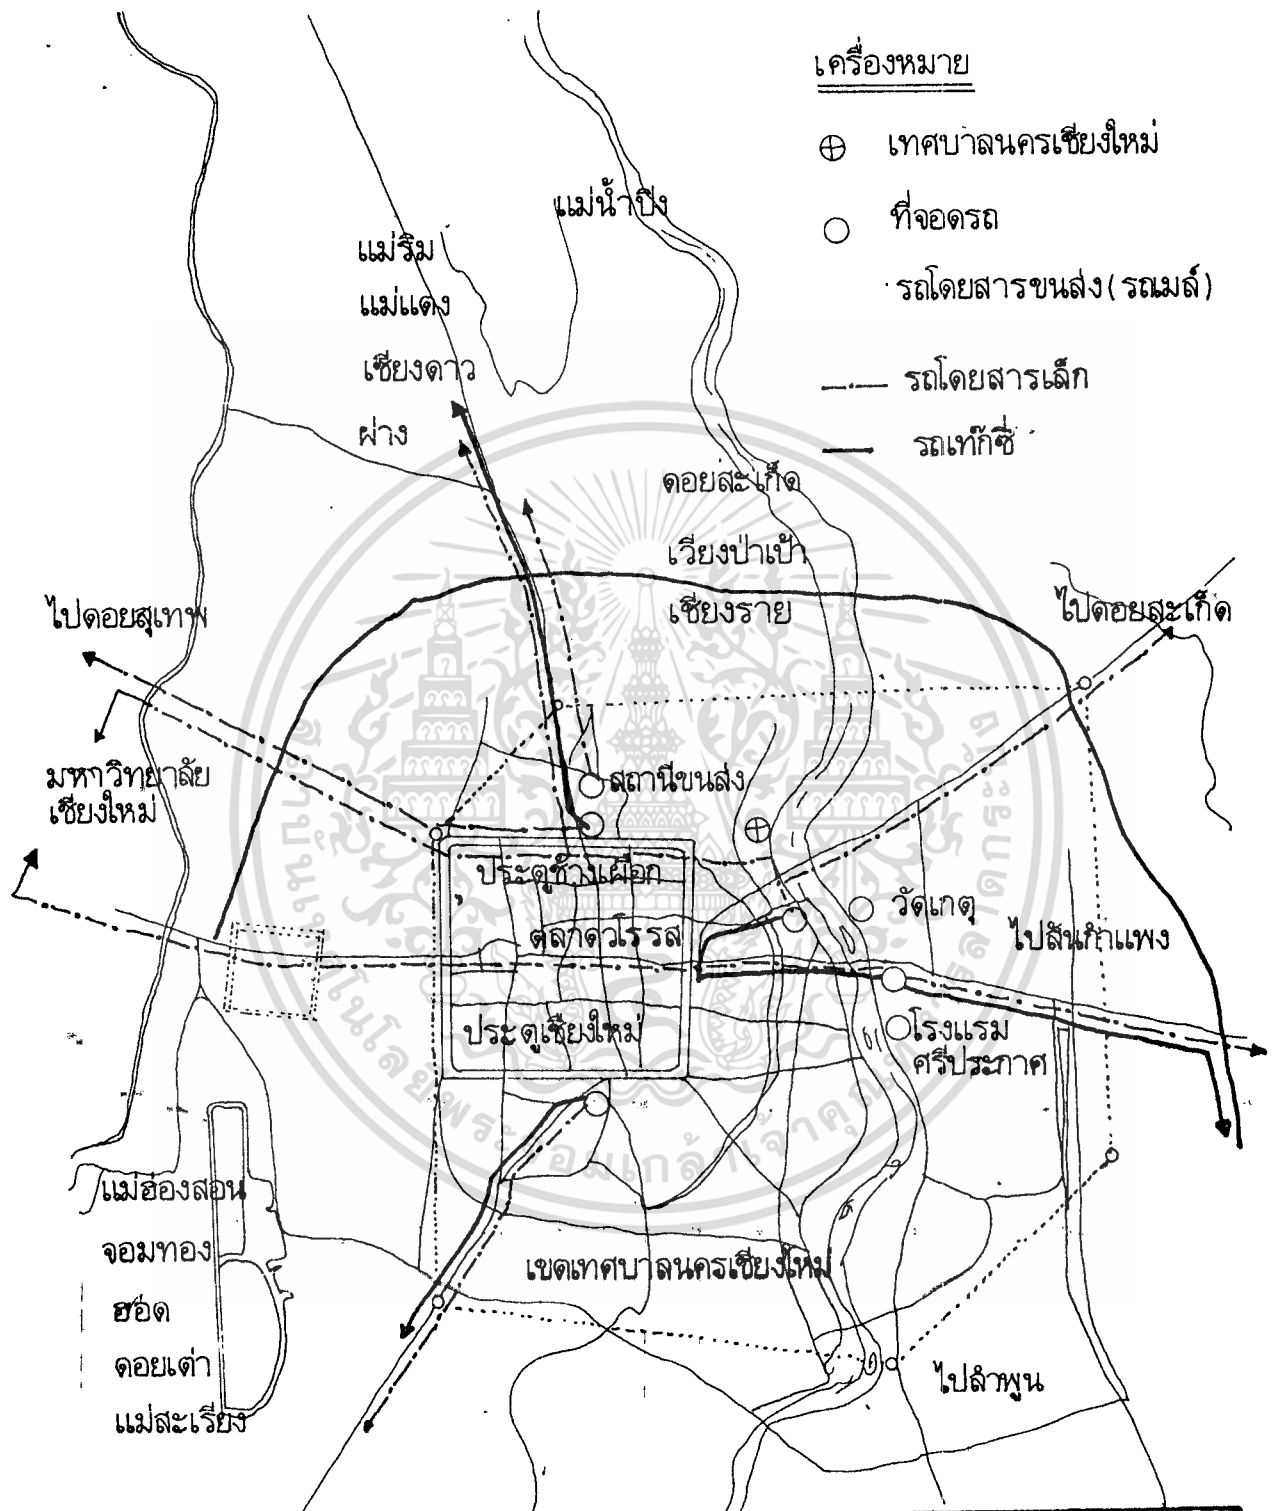 เครื่องหมาย
เทศบาลนครเชียงใหม่
ที่จอดรถ
รถโดยสารขนส่ง(รถเมล์)
รถโดยสารเล็ก
รถเท๊กซี่
แม่น้ำปิง
แม่ริม
แม่แตง
เชียงดาว
ฝาง
ดอยสะเก็ด
เวียงป่าเป้า
เชียงราย
ไปดอยสุเทพ
ไปดอยสะเก็ด
มหาวิทยาลัย
เชียงใหม่
สถานีขนส่ง
ประตูช้างเผือก
ตลาดวโรรส
วัดเกตุ
ไปสันกำแพง
ประตูเชียงใหม่
โรงแรม
ศรีประกาศ
แม่ฮ่องสอน
จอมทอง
ฮอด
ดอยเต่า
แม่สะเรียง
เขตเทศบาลนครเชียงใหม่
ไปลำพูน